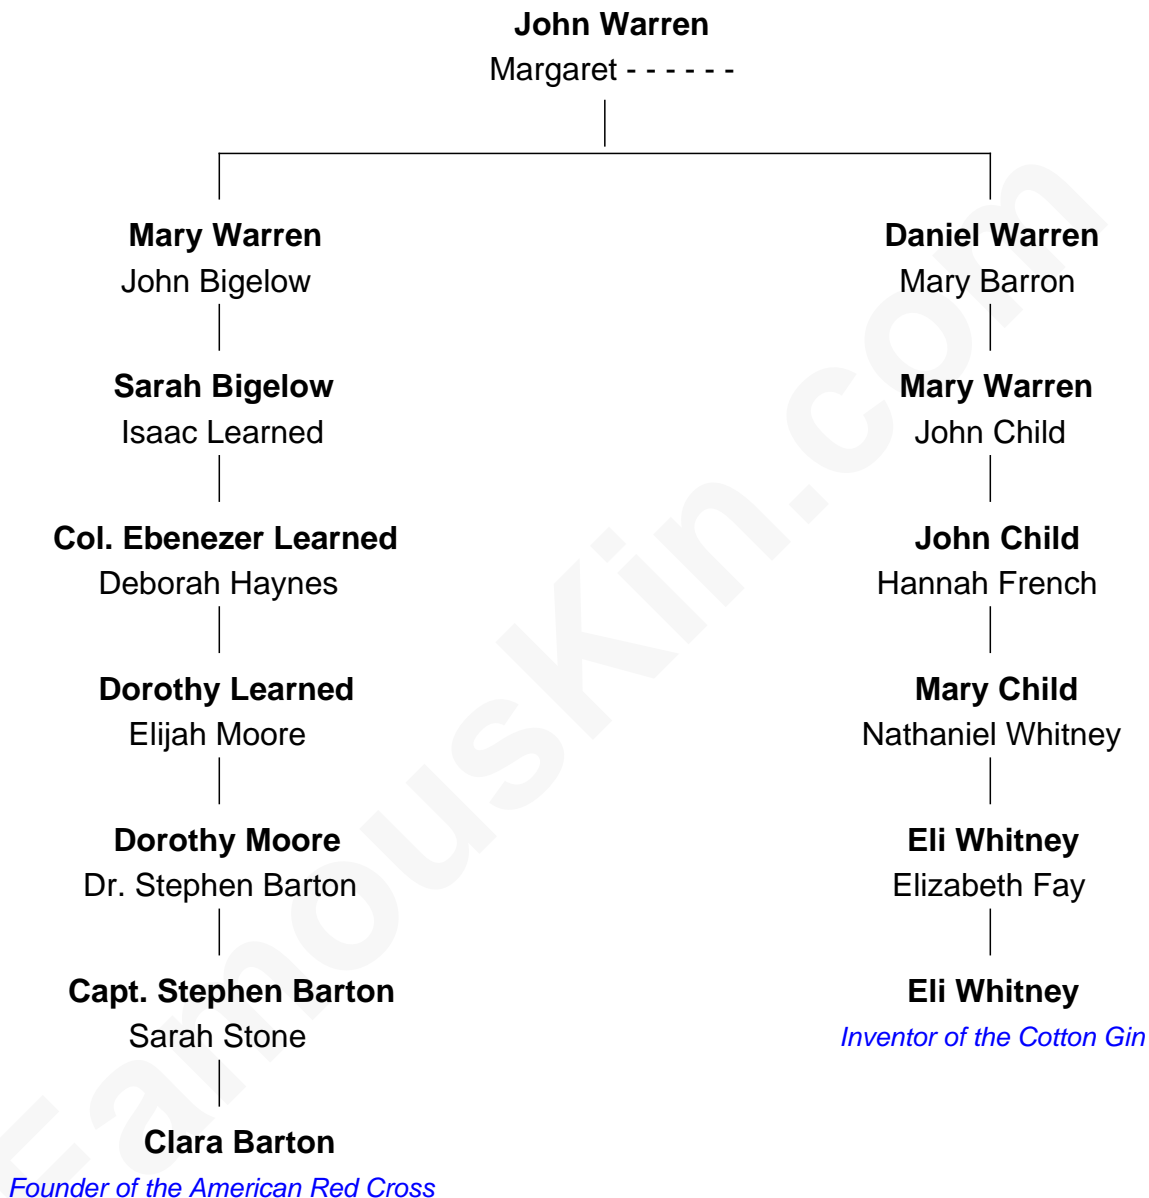 John Warren
Margaret - - - - - -
Mary Warren
John Bigelow
Sarah Bigelow
Isaac Learned
Col. Ebenezer Learned
Deborah Haynes
Dorothy Learned
Elijah Moore
Dorothy Moore
Dr. Stephen Barton
Capt. Stephen Barton
Sarah Stone
Clara Barton
Founder of the American Red Cross
Daniel Warren
Mary Barron
Mary Warren
John Child
John Child
Hannah French
Mary Child
Nathaniel Whitney
Eli Whitney
Elizabeth Fay
Eli Whitney
Inventor of the Cotton Gin
FamousKin.com